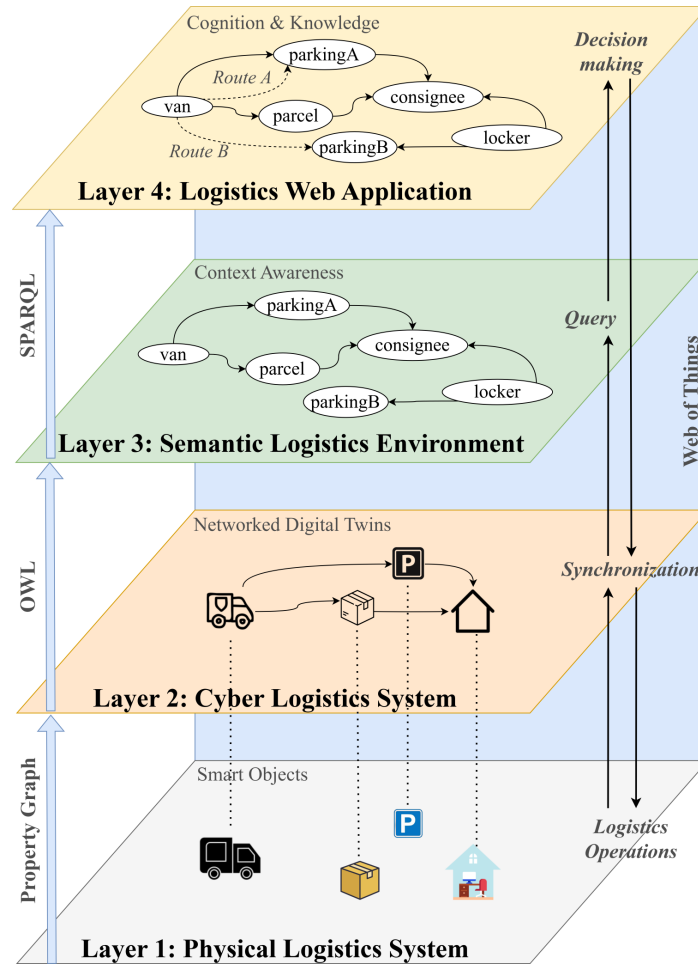 Cognition & Knowledge
Decision
making
parkingA
Route A
van
consignee
parcel
locker
Route B
parkingB
Layer 4: Logistics Web Application
SPARQL
Context Awareness
parkingA
Query
van
consignee
parcel
locker
parkingB
Web of Things
Layer 3: Semantic Logistics Environment
OWL
Networked Digital Twins
P
Synchronization
Layer 2: Cyber Logistics System
Property Graph
Smart Objects
P
Logistics
Operations
Layer 1: Physical Logistics System